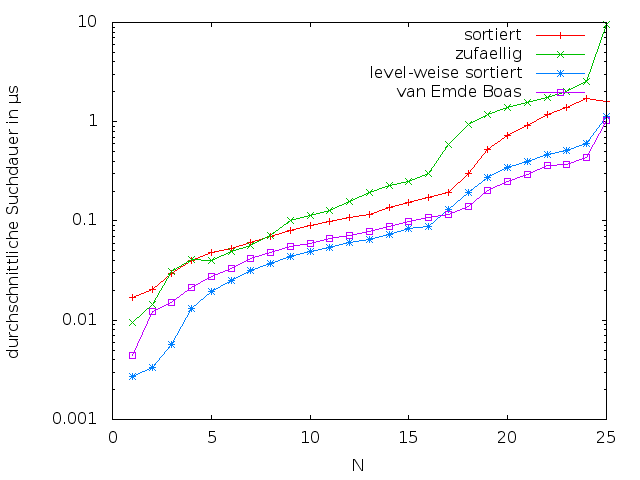 10
1
0.1
0.01
0.001
durchschnittliche Suchdauer in µs
sortiert
zufaellig
level-weise sortiert
van Emde Boas
0 5 10 15 20 25
N